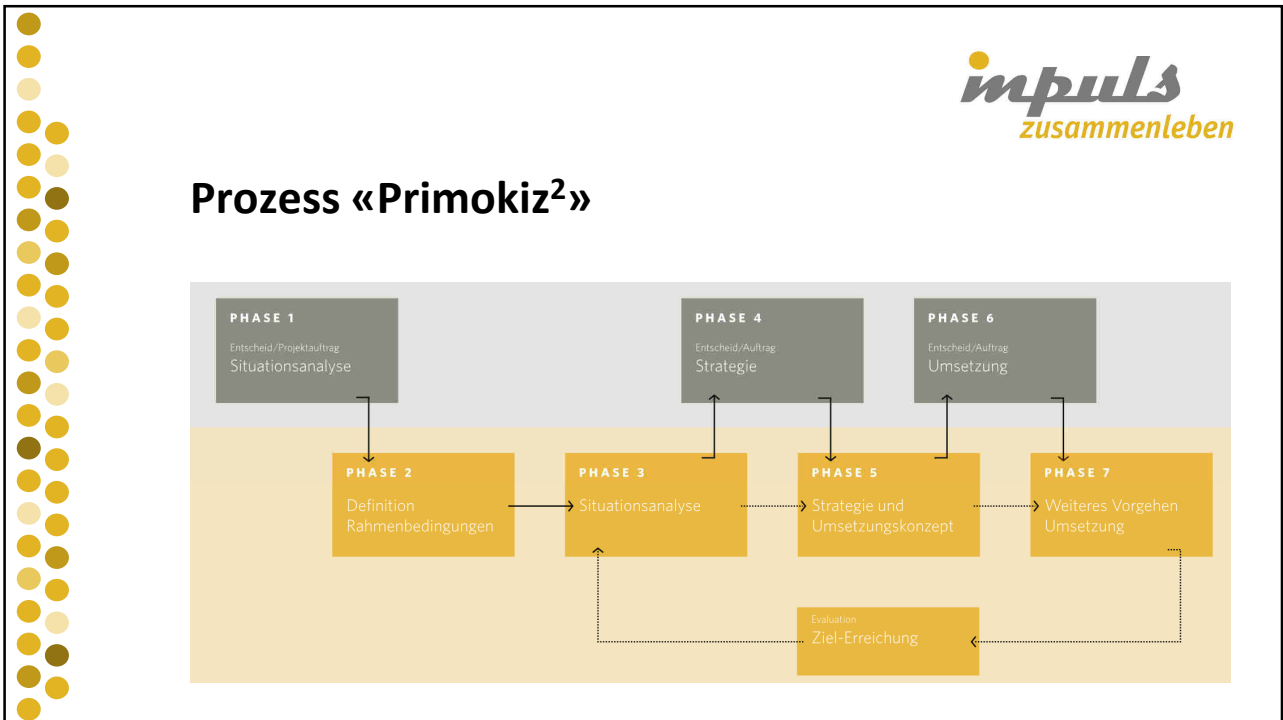 impuls
zusammenleben
Prozess «Primokiz²»
PHASE 1
Entscheid/Projektauftrag
Situationsanalyse
PHASE 4
Entscheid/Auftrag
Strategie
PHASE 6
Entscheid/Auftrag
Umsetzung
PHASE 2
Definition
Rahmenbedingungen
PHASE 3
Situationsanalyse
PHASE 5
Strategie und
Umsetzungskonzept
PHASE 7
Weiteres Vorgehen
Umsetzung
Evaluation
Ziel-Erreichung